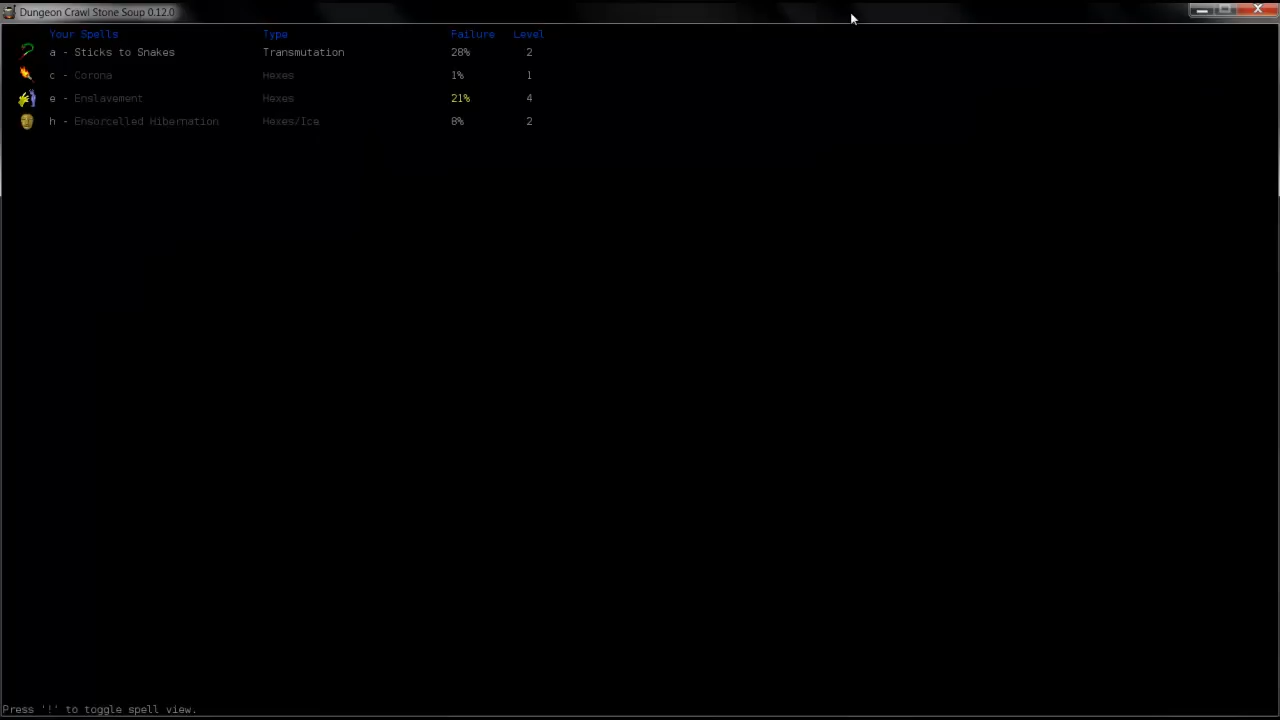 Dungeon Crawl Stone Soup 0.12.0
Your Spells Type Failure Level
a - Sticks to Snakes Transmutation 28% 2
c - Corona Hexes 1% 1
e - Enslavement Hexes 21% 4
h - Ensorcelled Hibernation Hexes/Ice 8% 2
Press '!' to toggle spell view.